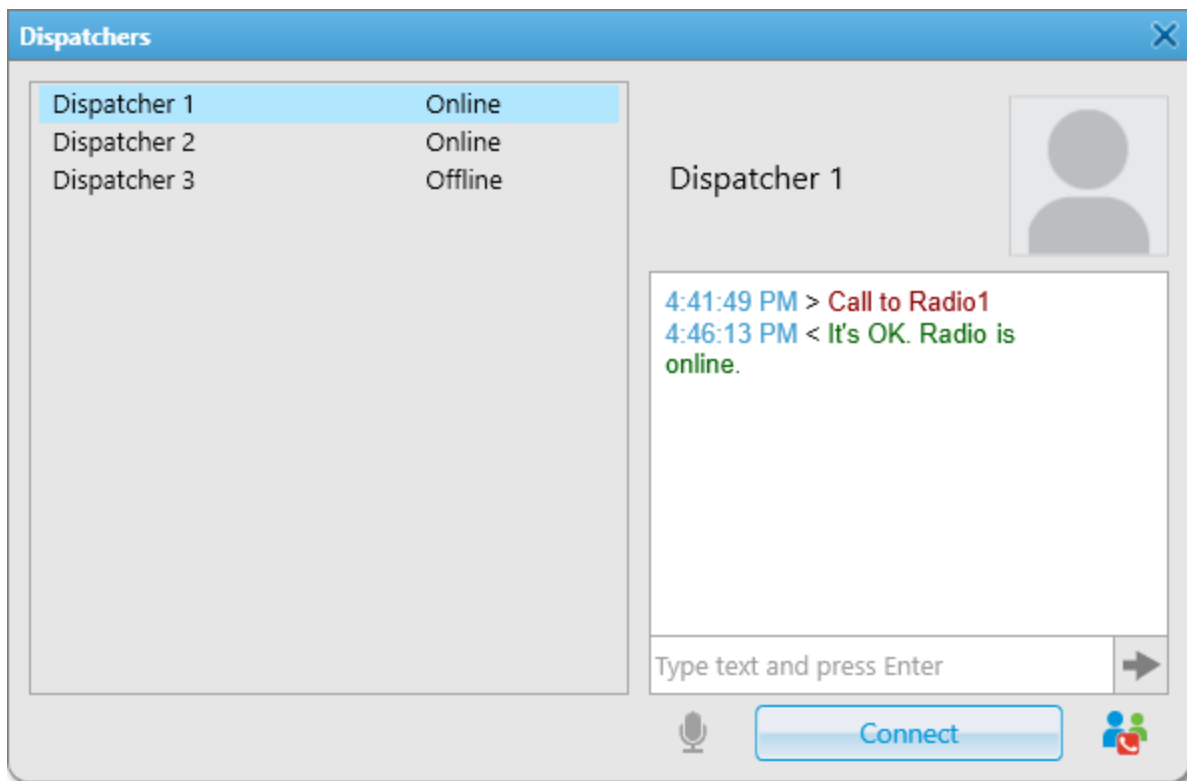 Dispatchers
Dispatcher 1 Online
Dispatcher 2 Online
Dispatcher 3 Offline
Dispatcher 1
4:41:49 PM > Call to Radio1
4:46:13 PM < It's OK. Radio is
online.
Type text and press Enter
Connect